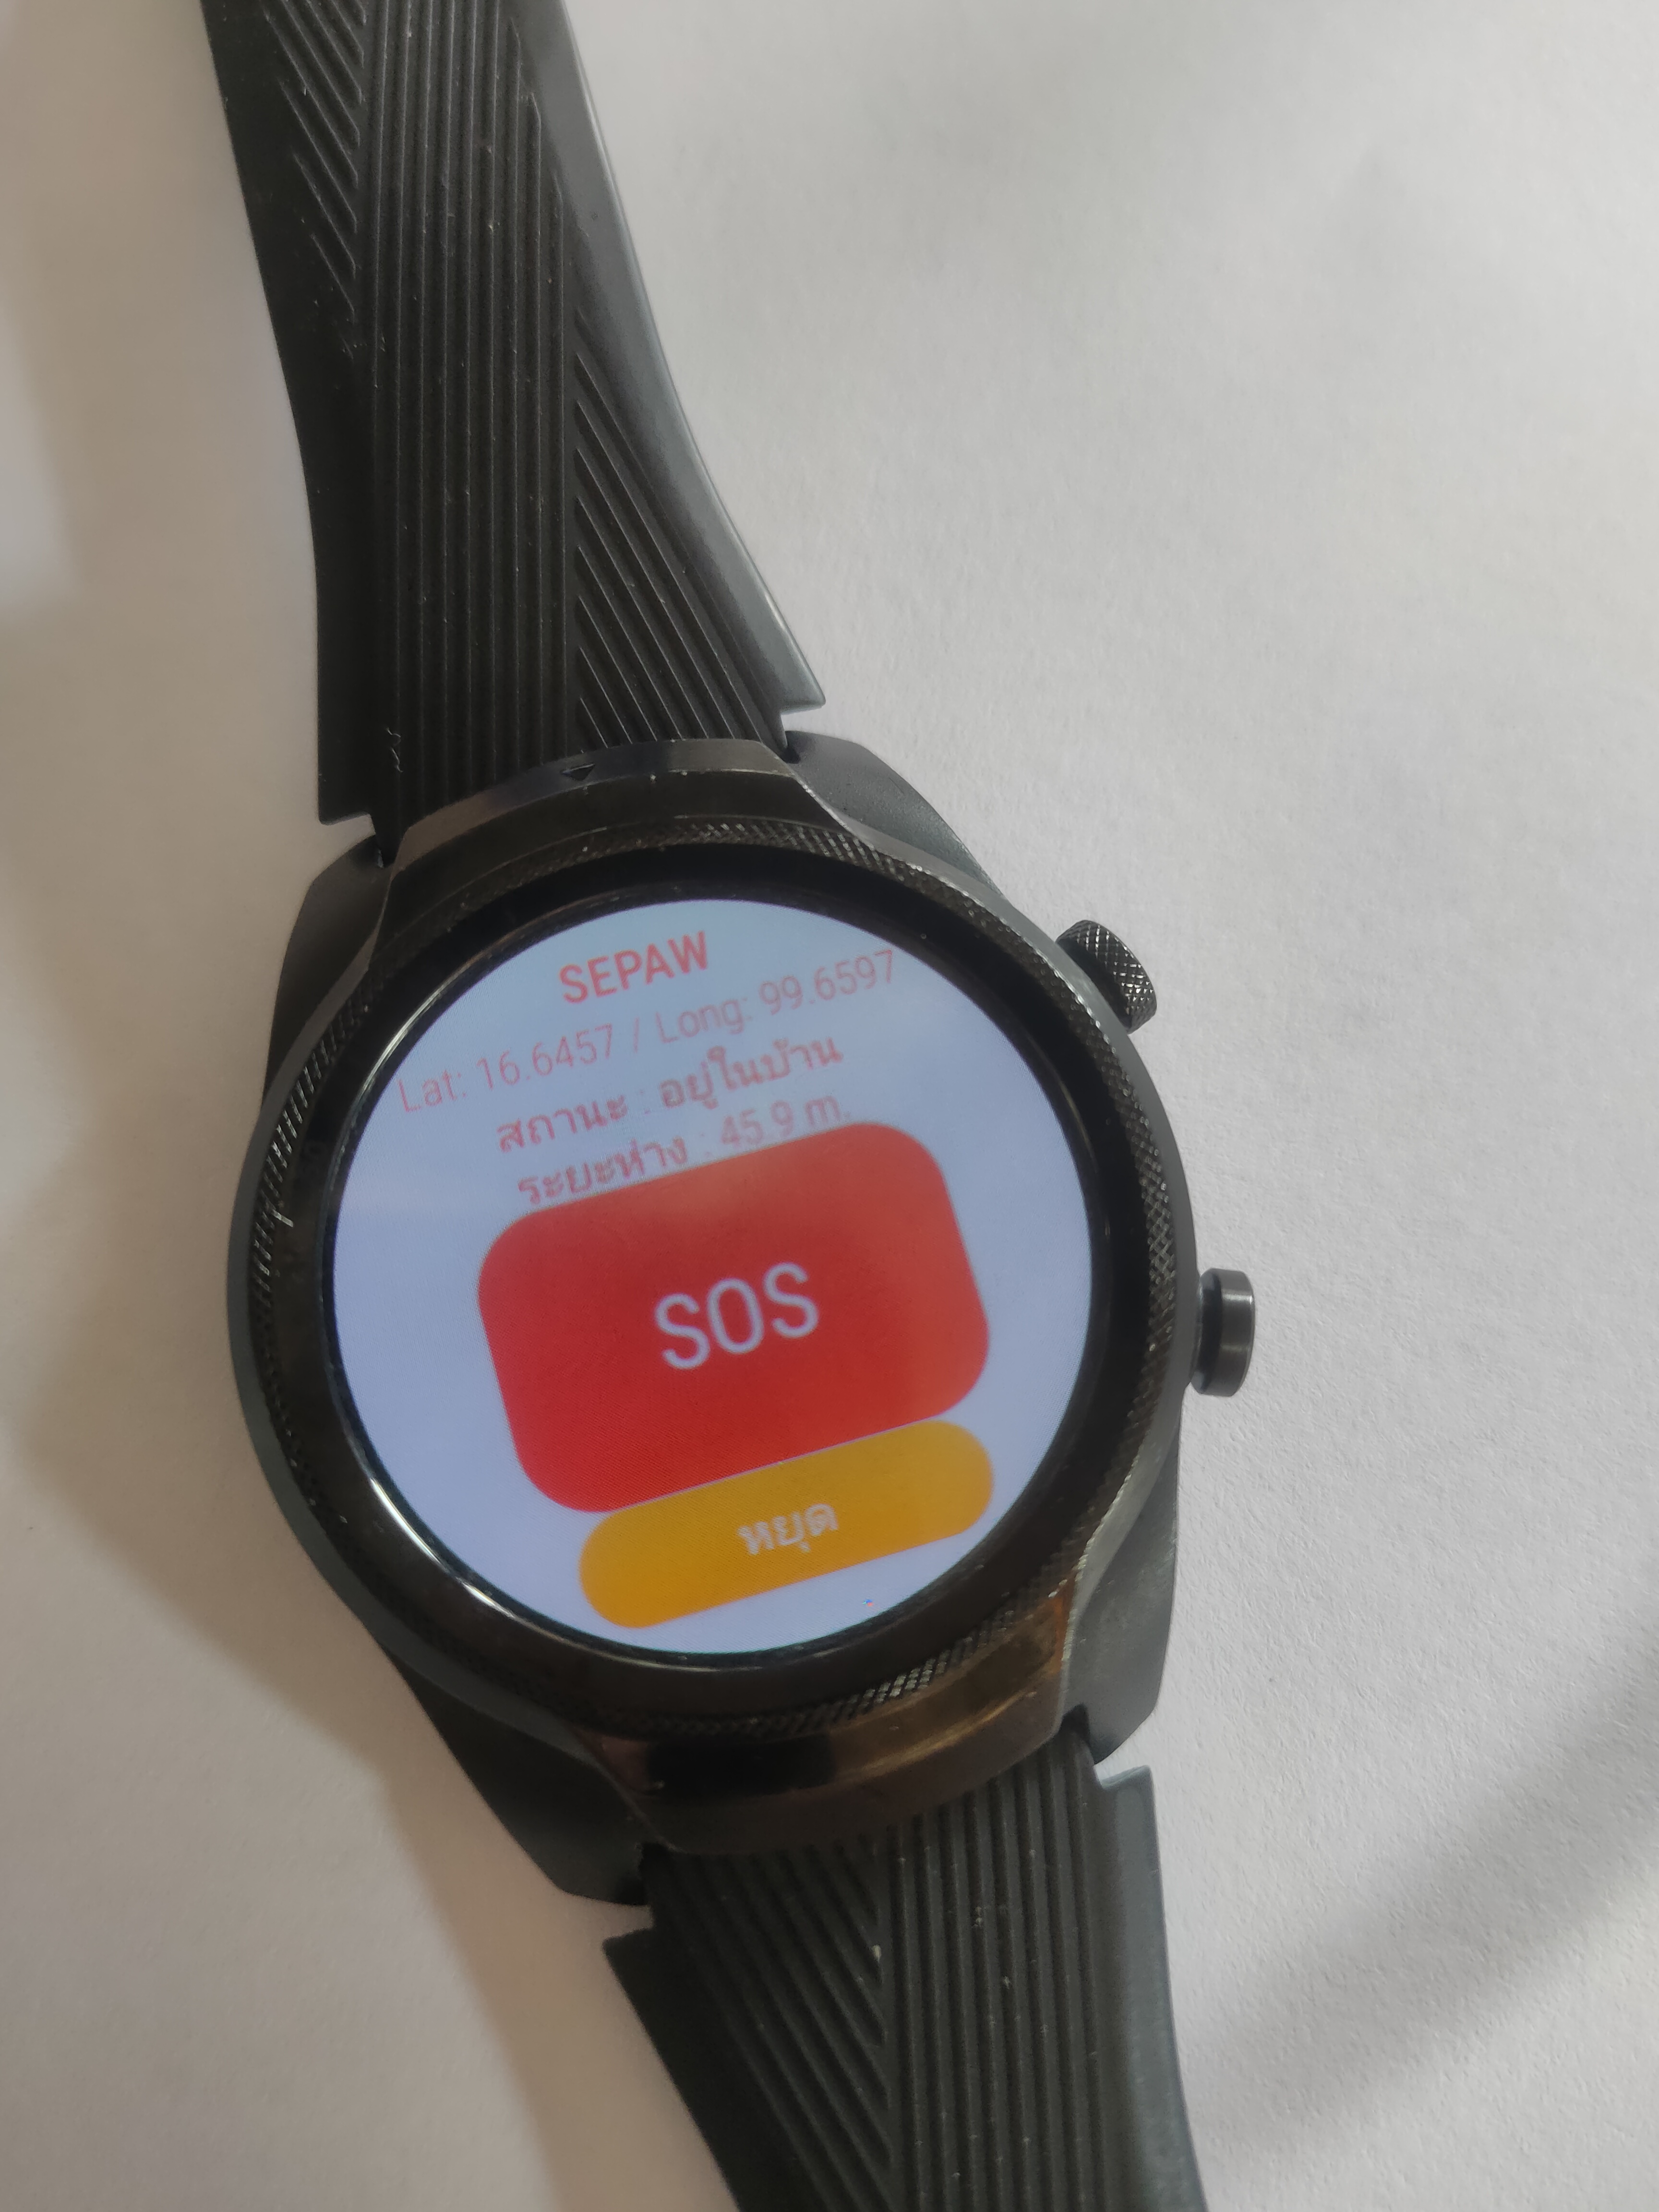 SEPAW
Lat: 16.6457 / Long: 99.6597
สถานะ : อยู่ในบ้าน
ระยะห่าง : 45.9 m.
SOS
หยุด